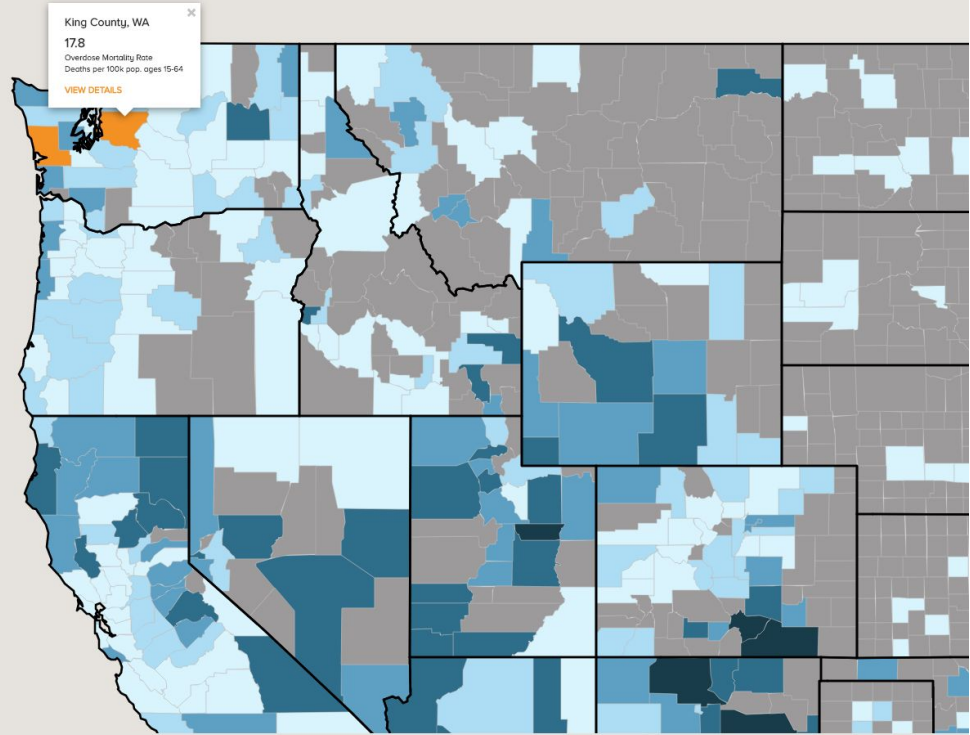 ×
King County, WA
17.8
Overdose Mortality Rate
Deaths per 100k pop. ages 15-64
VIEW DETAILS